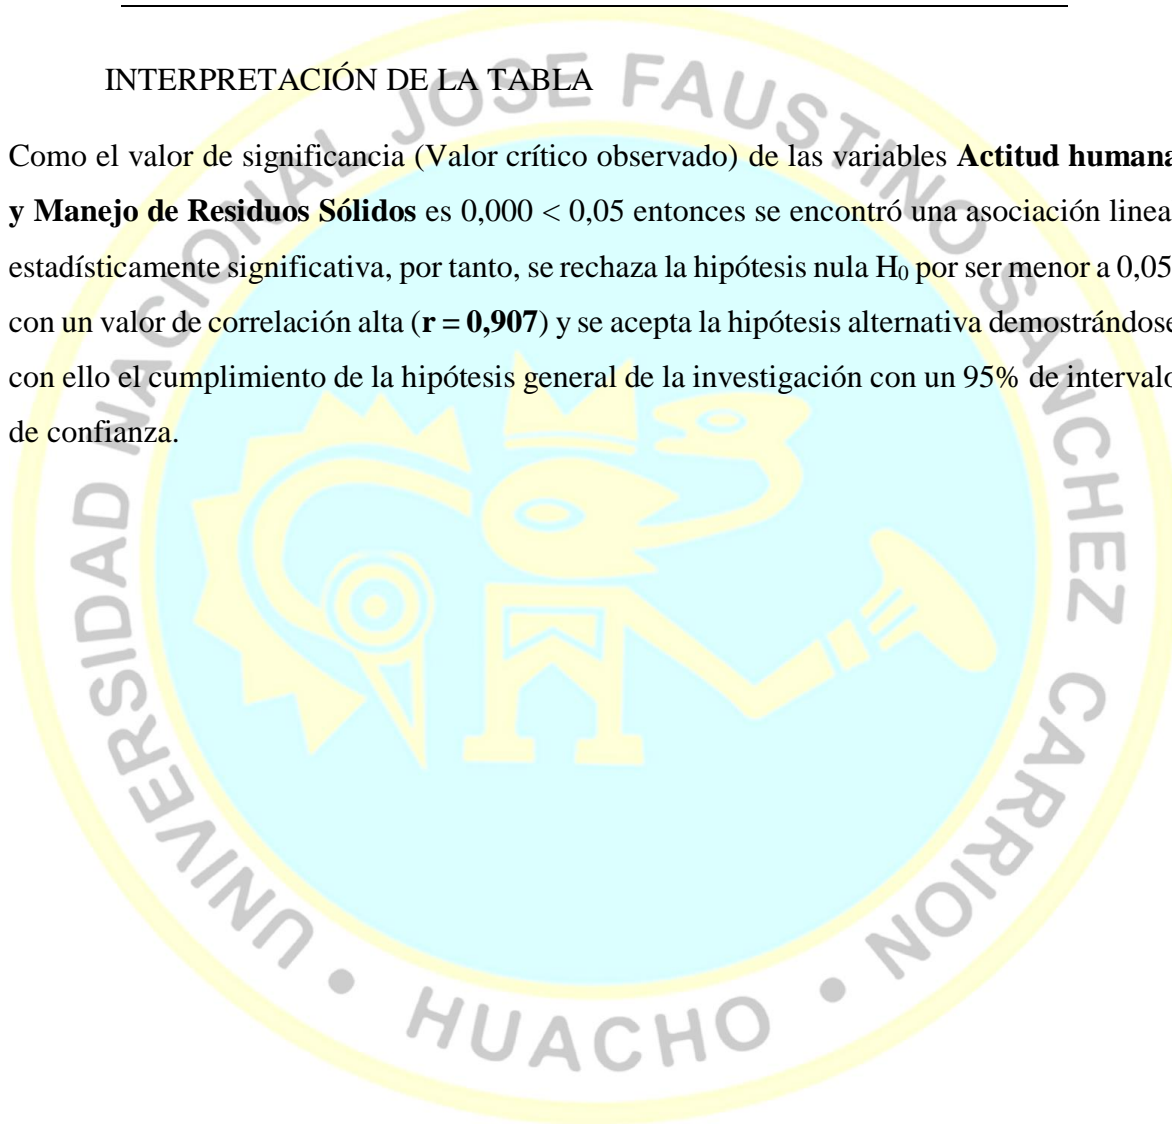 INTERPRETACIÓN DE LA TABLA
Como el valor de significancia (Valor crítico observado) de las variables Actitud humana
y Manejo de Residuos Sólidos es 0,000 < 0,05 entonces se encontró una asociación linea
estadísticamente significativa, por tanto, se rechaza la hipótesis nula H₀ por ser menor a 0,05
con un valor de correlación alta (r = 0,907) y se acepta la hipótesis alternativa demostrándose
con ello el cumplimiento de la hipótesis general de la investigación con un 95% de intervalo
de confianza.
UNIVERSIDAD NACIONAL JOSE FAUSTINO SANCHEZ CARRION
• HUACHO •